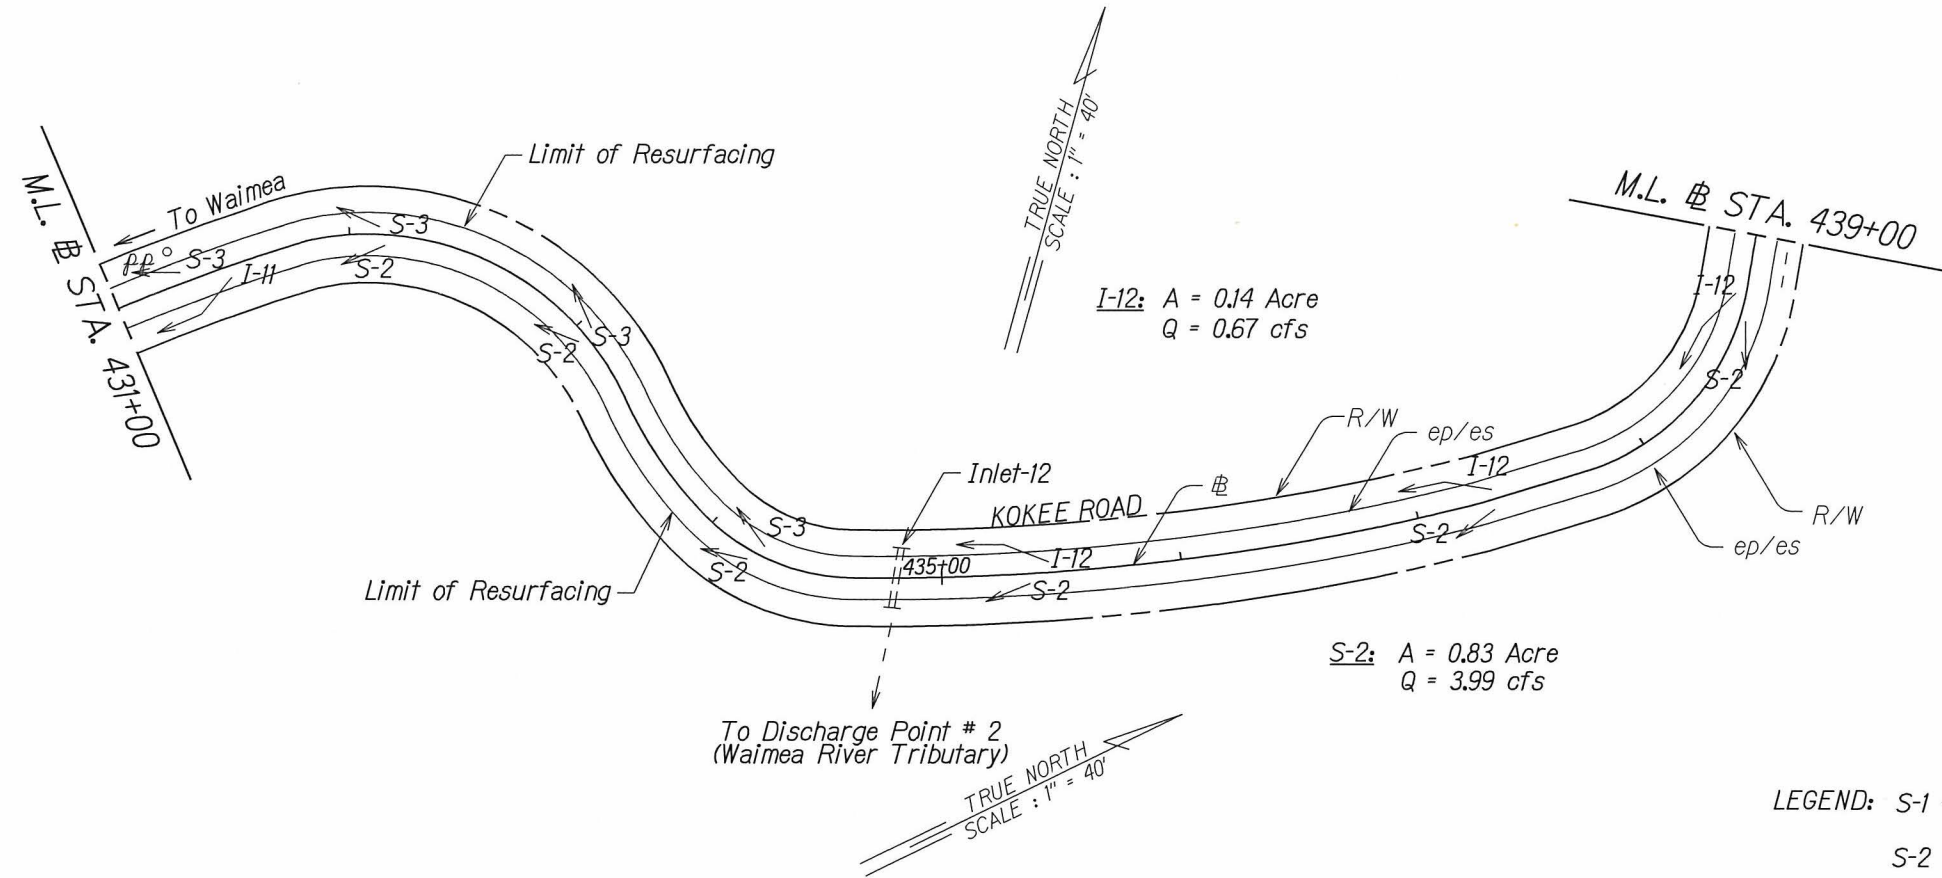 TRUE NORTH
SCALE : 1" = 40'
Limit of Resurfacing
To Waimea
M.L. ⅊ STA. 431+00
M.L. ⅊ STA. 439+00
S-3
S-3
I-11
S-2
S-3
S-2
I-12
I-12: A = 0.14 Acre
Q = 0.67 cfs
S-2
R/W
ep/es
I-12
Inlet-12
KOKEE ROAD
S-3
R/W
ep/es
S-2
435+00
I-12
S-2
S-2
Limit of Resurfacing
S-2: A = 0.83 Acre
Q = 3.99 cfs
To Discharge Point # 2
(Waimea River Tributary)
TRUE NORTH
SCALE : 1" = 40'
LEGEND: S-1
S-2